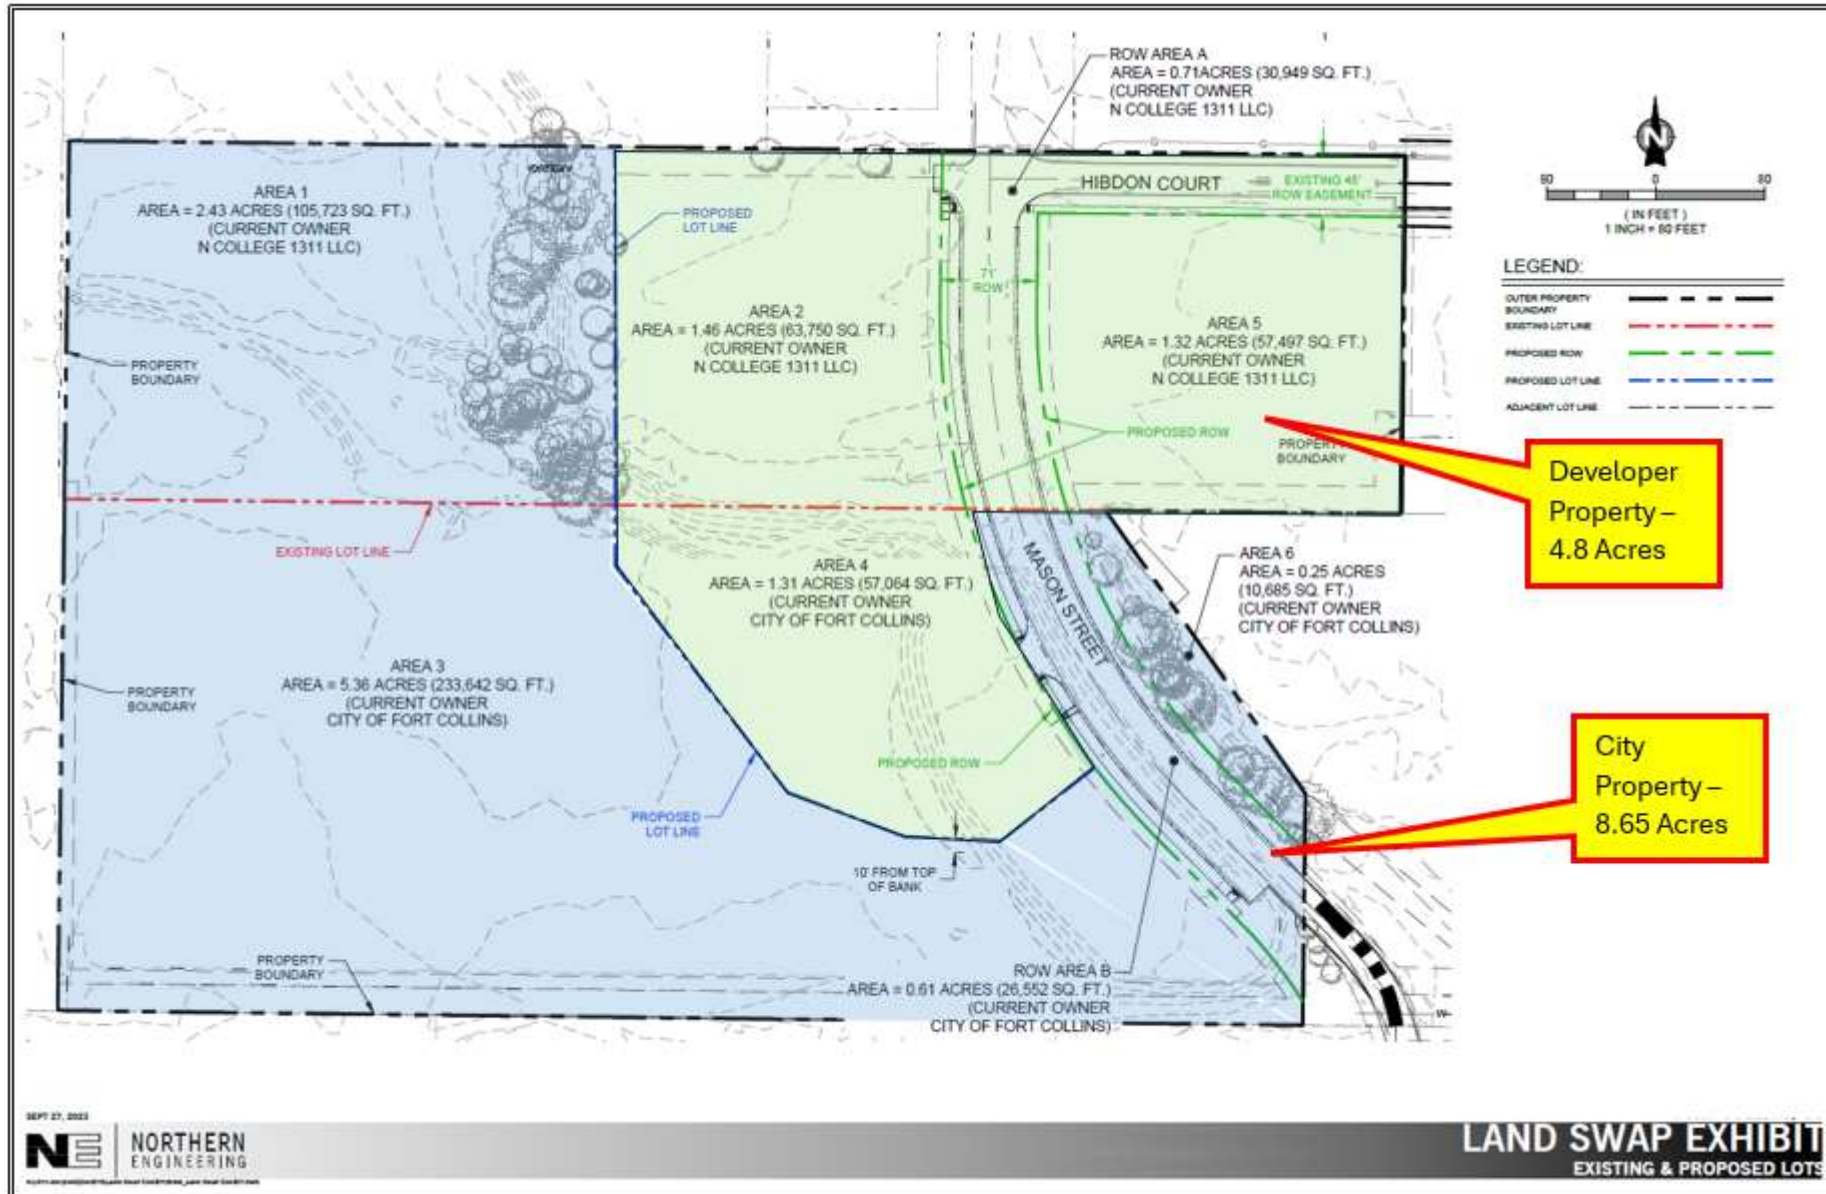 ROW AREA A
AREA = 0.71ACRES (30,949 SQ. FT.)
(CURRENT OWNER
N COLLEGE 1311 LLC)
AREA 1
AREA = 2.43 ACRES (105,723 SQ. FT.)
(CURRENT OWNER
N COLLEGE 1311 LLC)
PROPOSED
LOT LINE
HIBDON COURT
EXISTING 45'
ROW EASEMENT
N
80
0
80
( IN FEET )
1 INCH = 80 FEET
LEGEND:
OUTER PROPERTY
BOUNDARY
EXISTING LOT LINE
PROPOSED ROW
PROPOSED LOT LINE
ADJACENT LOT LINE
71'
ROW
AREA 2
AREA = 1.46 ACRES (63,750 SQ. FT.)
(CURRENT OWNER
N COLLEGE 1311 LLC)
AREA 5
AREA = 1.32 ACRES (57,497 SQ. FT.)
(CURRENT OWNER
N COLLEGE 1311 LLC)
PROPERTY
BOUNDARY
PROPOSED ROW
PROPERTY
BOUNDARY
Developer
Property –
4.8 Acres
EXISTING LOT LINE
MASON STREET
AREA 4
AREA = 1.31 ACRES (57,064 SQ. FT.)
(CURRENT OWNER
CITY OF FORT COLLINS)
AREA 6
AREA = 0.25 ACRES
(10,685 SQ. FT.)
(CURRENT OWNER
CITY OF FORT COLLINS)
AREA 3
AREA = 5.36 ACRES (233,642 SQ. FT.)
(CURRENT OWNER
CITY OF FORT COLLINS)
PROPERTY
BOUNDARY
PROPOSED ROW
PROPOSED
LOT LINE
City
Property –
8.65 Acres
10' FROM TOP
OF BANK
PROPERTY
BOUNDARY
ROW AREA B
AREA = 0.61 ACRES (26,552 SQ. FT.)
(CURRENT OWNER
CITY OF FORT COLLINS)
W
SEPT 27, 2023
NE
NORTHERN
ENGINEERING
LAND SWAP EXHIBIT
EXISTING & PROPOSED LOTS